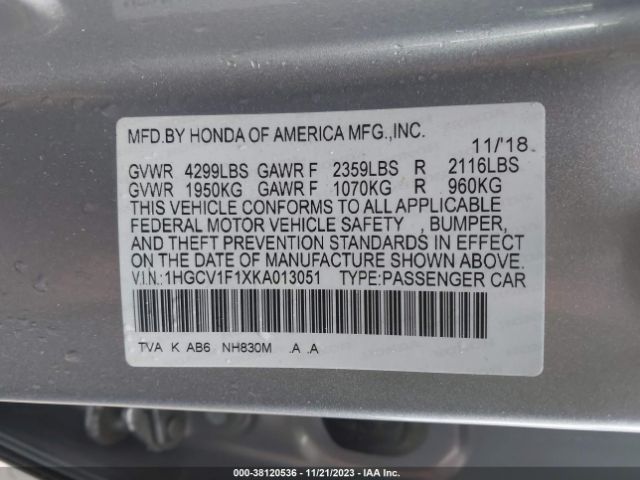 MFD.BY HONDA OF AMERICA MFG.,INC.
11/'18
GVWR 4299LBS GAWR F 2359LBS R 2116LBS
GVWR 1950KG GAWR F 1070KG R 960KG
THIS VEHICLE CONFORMS TO ALL APPLICABLE
FEDERAL MOTOR VEHICLE SAFETY , BUMPER,
AND THEFT PREVENTION STANDARDS IN EFFECT
ON THE DATE OF MANUFACTURE SHOWN ABOVE.
V.I.N.:1HGCV1F1XKA013051 TYPE:PASSENGER CAR
TVA K AB6 NH830M .A .A
000-38120536 - 11/21/2023 - IAA Inc.